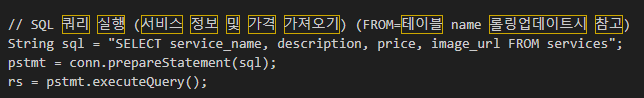 // SQL 쿼리 실행 (서비스 정보 및 가격 가져오기) (FROM=테이블 name 롤링업데이트시 참고)
String sql = "SELECT service_name, description, price, image_url FROM services";
pstmt = conn.prepareStatement(sql);
rs = pstmt.executeQuery();